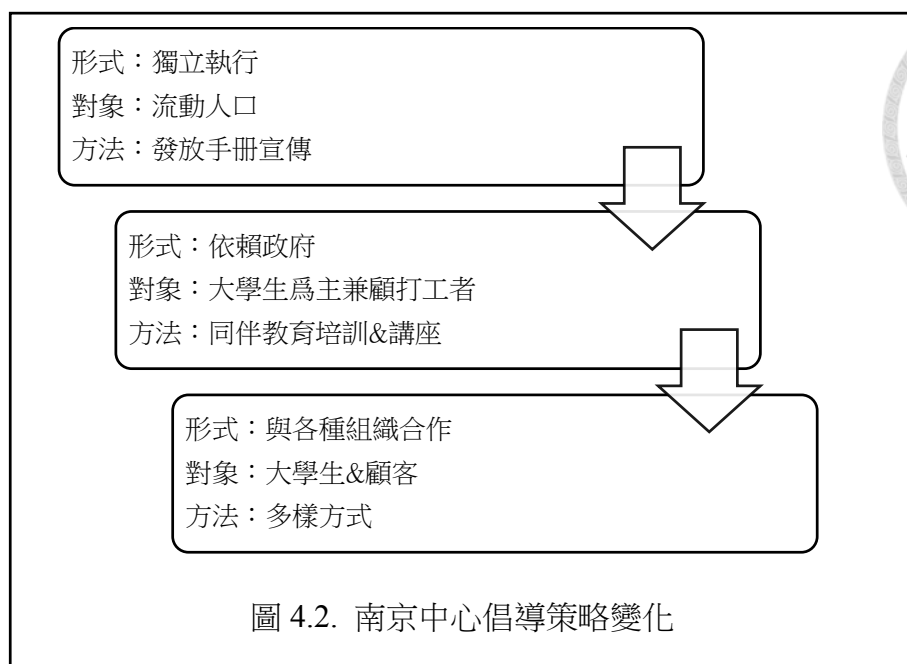 形式：獨立執行
對象：流動人口
方法：發放手冊宣傳
形式：依賴政府
對象：大學生爲主兼顧打工者
方法：同伴教育培訓&講座
形式：與各種組織合作
對象：大學生&顧客
方法：多樣方式
圖 4.2. 南京中心倡導策略變化